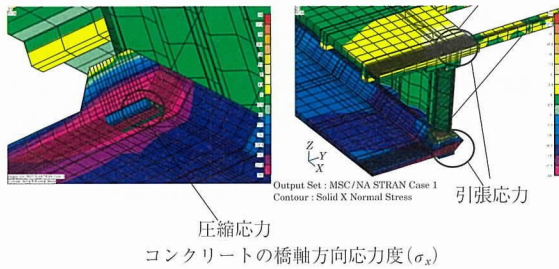 Z
Y
X
Output Set : MSC/NA STRAN Case 1
Contour : Solid X Normal Stress
圧縮応力
引張応力
コンクリートの橋軸方向応力度(σx)